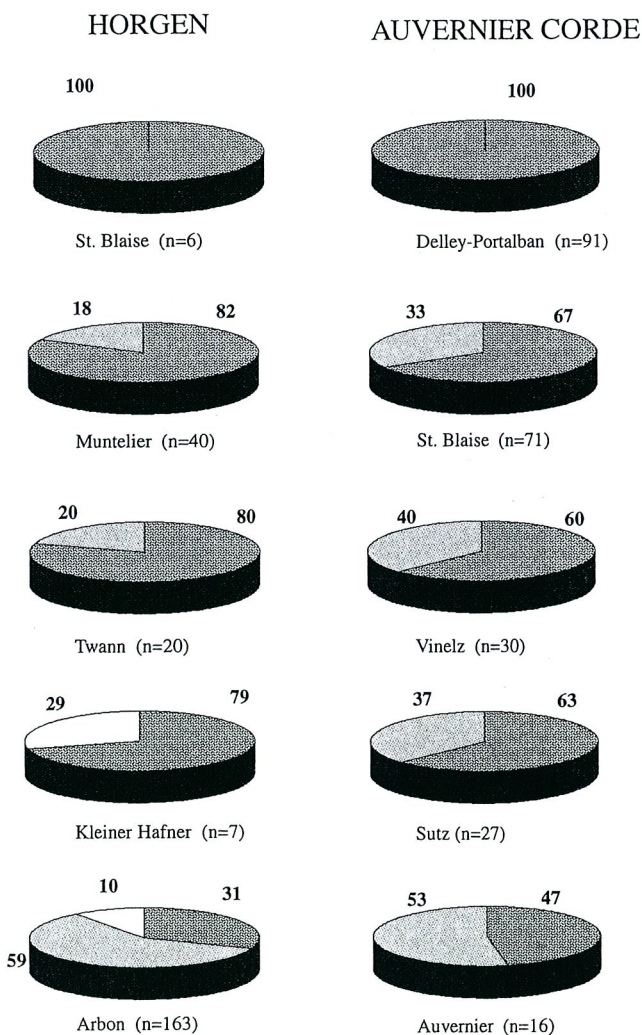 HORGEN AUVERNIER CORDE
100 100
St. Blaise (n=6) Delley-Portalban (n=91)
18 82 33 67
Muntelier (n=40) St. Blaise (n=71)
20 80 40 60
Twann (n=20) Vinelz (n=30)
29 79 37 63
Kleiner Hafner (n=7) Sutz (n=27)
10 31 53 47
59
Arbon (n=163) Auvernier (n=16)